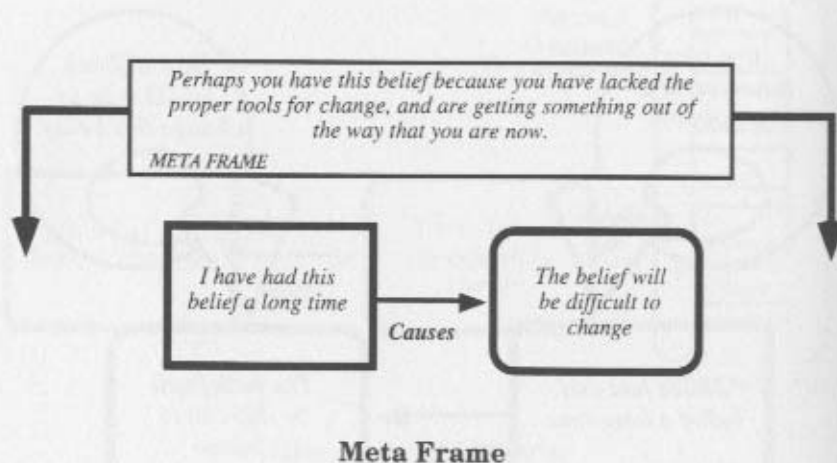 Perhaps you have this belief because you have lacked the
proper tools for change, and are getting something out of
the way that you are now.
META FRAME
I have had this
belief a long time
Causes
The belief will
be difficult to
change
Meta Frame